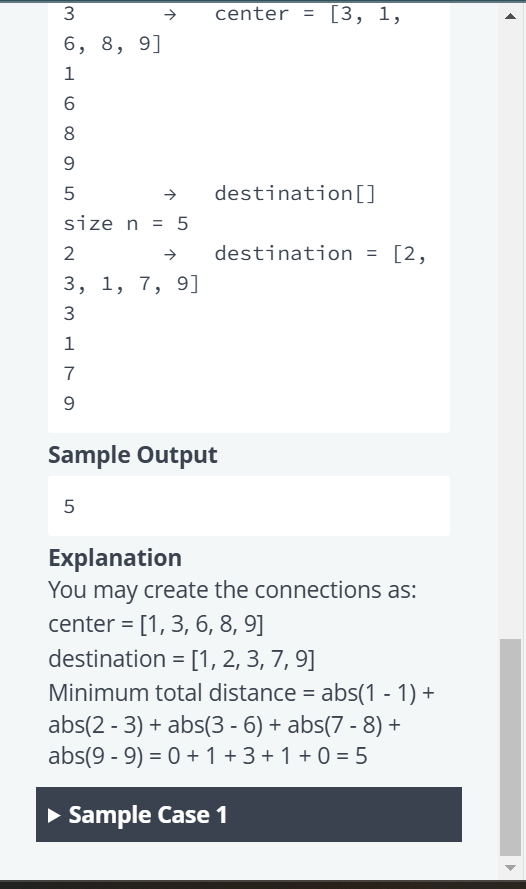 3 → center = [3, 1,
6, 8, 9]
1
6
8
9
5 → destination[]
size n = 5
2 → destination = [2,
3, 1, 7, 9]
3
1
7
9
Sample Output
5
Explanation
You may create the connections as:
center = [1, 3, 6, 8, 9]
destination = [1, 2, 3, 7, 9]
Minimum total distance = abs(1 - 1) +
abs(2 - 3) + abs(3 - 6) + abs(7 - 8) +
abs(9 - 9) = 0 + 1 + 3 + 1 + 0 = 5
▶ Sample Case 1